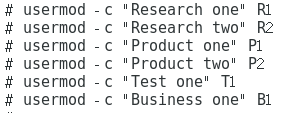 # usermod -c "Research one" R1
# usermod -c "Research two" R2
# usermod -c "Product one" P1
# usermod -c "Product two" P2
# usermod -c "Test one" T1
# usermod -c "Business one" B1